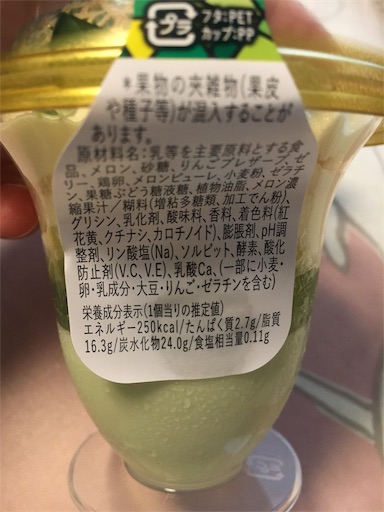 プラ
フタ:PET
カップ:PP
*果物の夾雑物(果皮
や種子等)が混入することが
あります。
原材料名:乳等を主要原料とする食
品、メロン、砂糖、りんごプレザーブ、ゼ
リー、鶏卵、メロンピューレ、小麦粉、ゼラチ
ン、果糖ぶどう糖液糖、植物油脂、メロン濃
縮果汁/糊料(増粘多糖類、加工でん粉)、
グリシン、乳化剤、酸味料、香料、着色料(紅
花黄、クチナシ、カロチノイド)、膨脹剤、pH調
整剤、リン酸塩(Na)、ソルビット、酵素、酸化
防止剤(V.C、V.E)、乳酸Ca、(一部に小麦・
卵・乳成分・大豆・りんご・ゼラチンを含む)
栄養成分表示(1個当りの推定値)
エネルギー250kcal/たんぱく質2.7g/脂質
16.3g/炭水化物24.0g/食塩相当量0.11g
プラ